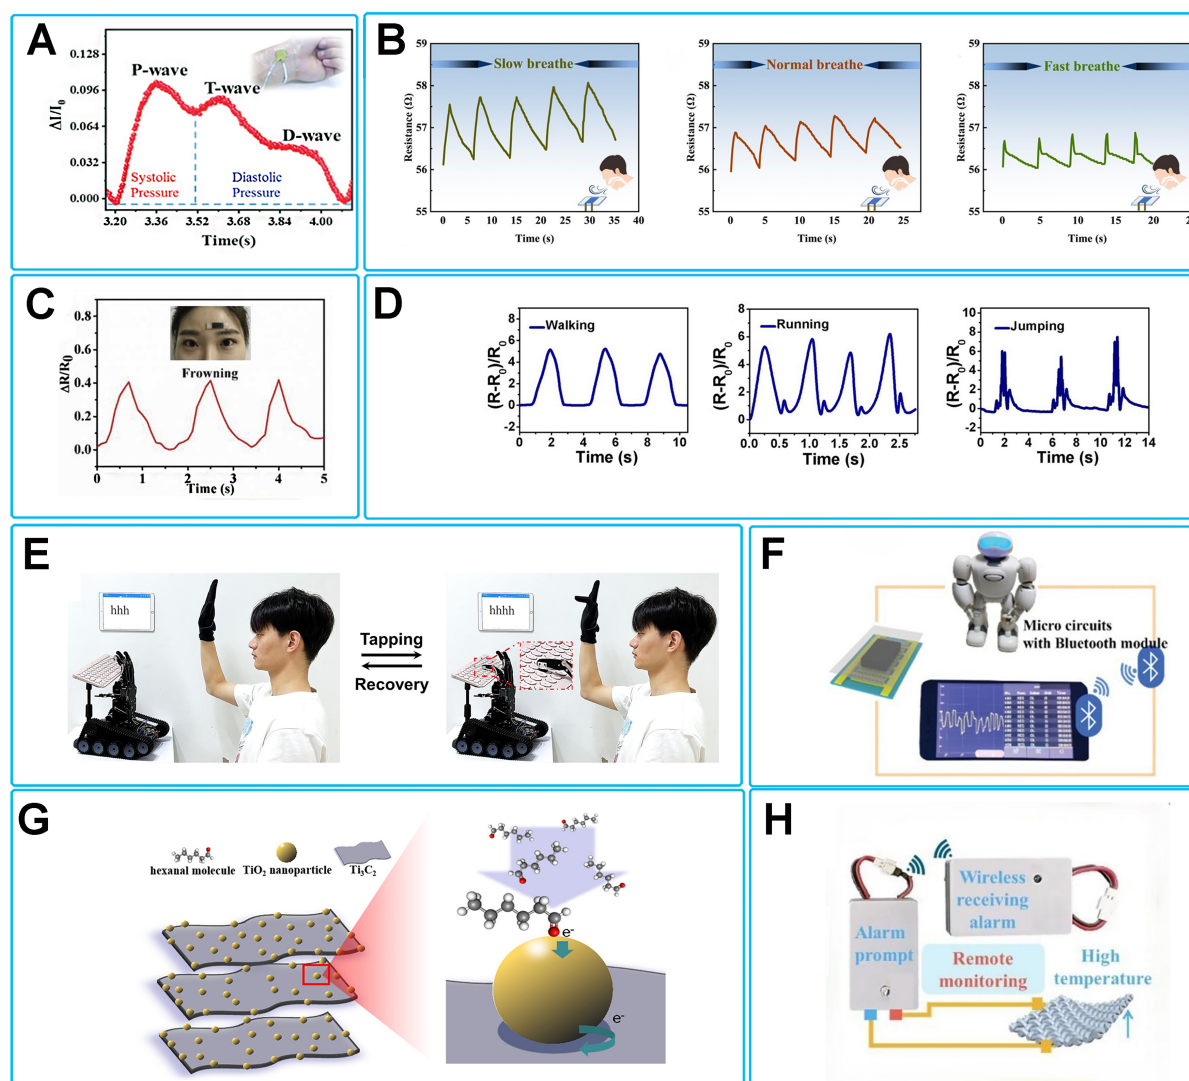 A
0.128
0.096
0.064
0.032
0.000
ΔI/I0
P-wave
T-wave
D-wave
Systolic
Pressure
Diastolic
Pressure
3.20 3.36 3.52 3.68 3.84 4.00
Time(s)
B
59
58
57
56
55
Resistance (Ω)
Slow breathe
0 5 10 15 20 25 30 35 40
Time (s)
59
58
57
56
55
Resistance (Ω)
Normal breathe
0 5 10 15 20 25
Time (s)
59
58
57
56
55
Resistance (Ω)
Fast breathe
0 5 10 15 20
Time (s)
C
0.8
0.6
0.4
0.2
0.0
ΔR/R0
Frowning
0 1 2 3 4 5
Time (s)
D
8
6
4
2
0
-2
(R-R0)/R0
Walking
0 2 4 6 8 10
Time (s)
8
6
4
2
0
(R-R0)/R0
Running
0.0 0.5 1.0 1.5 2.0 2.5
Time (s)
10
8
6
4
2
0
-2
(R-R0)/R0
Jumping
0 2 4 6 8 10 12 14
Time (s)
E
hhh
Tapping
Recovery
hhhh
F
Micro circuits
with Bluetooth module
G
hexanal molecule
TiO2 nanoparticle
Ti3C2
e-
e-
H
Wireless
receiving
alarm
Alarm
prompt
Remote
monitoring
High
temperature